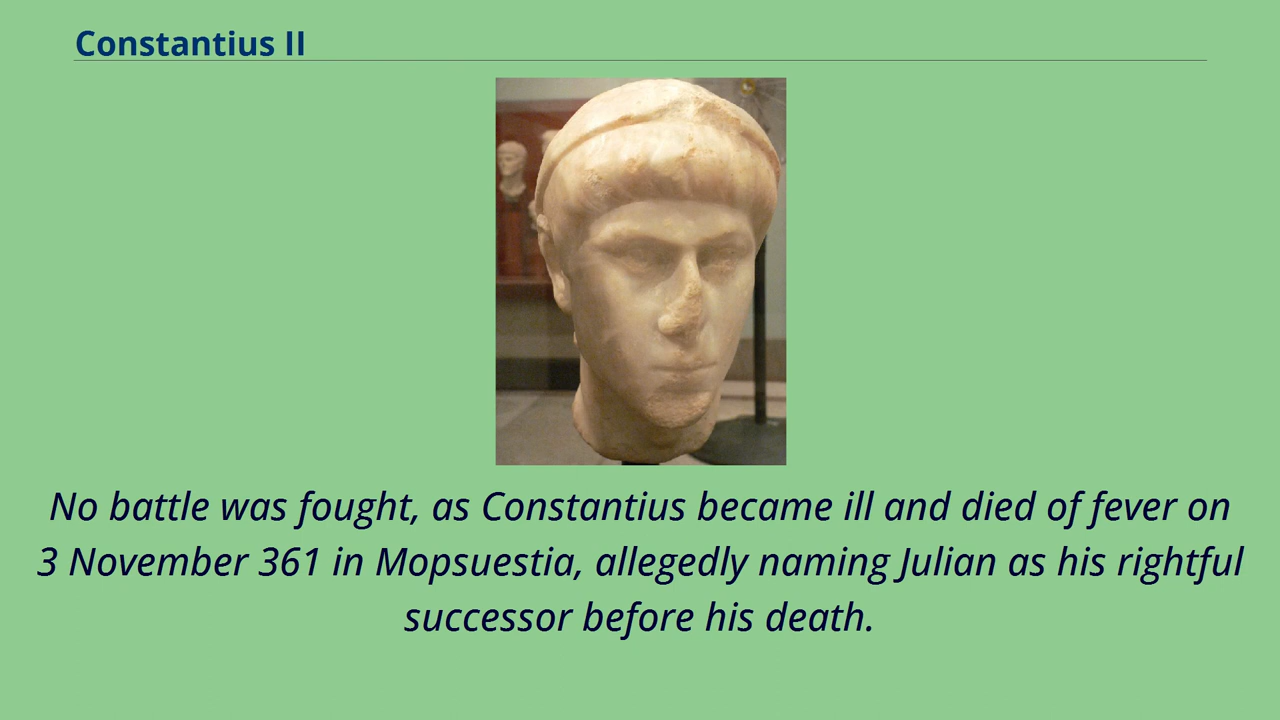 Constantius II
No battle was fought, as Constantius became ill and died of fever on
3 November 361 in Mopsuestia, allegedly naming Julian as his rightful
successor before his death.